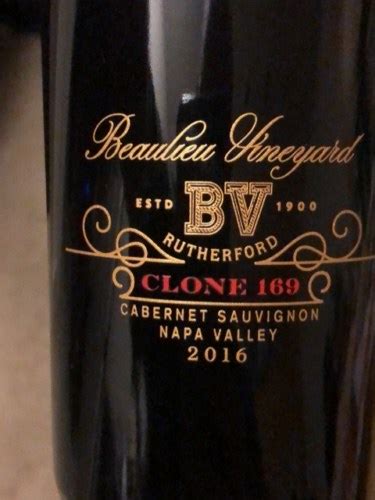 Beaulieu Vineyard
ESTD BV 1900
RUTHERFORD
CLONE 169
CABERNET SAUVIGNON
NAPA VALLEY
2016